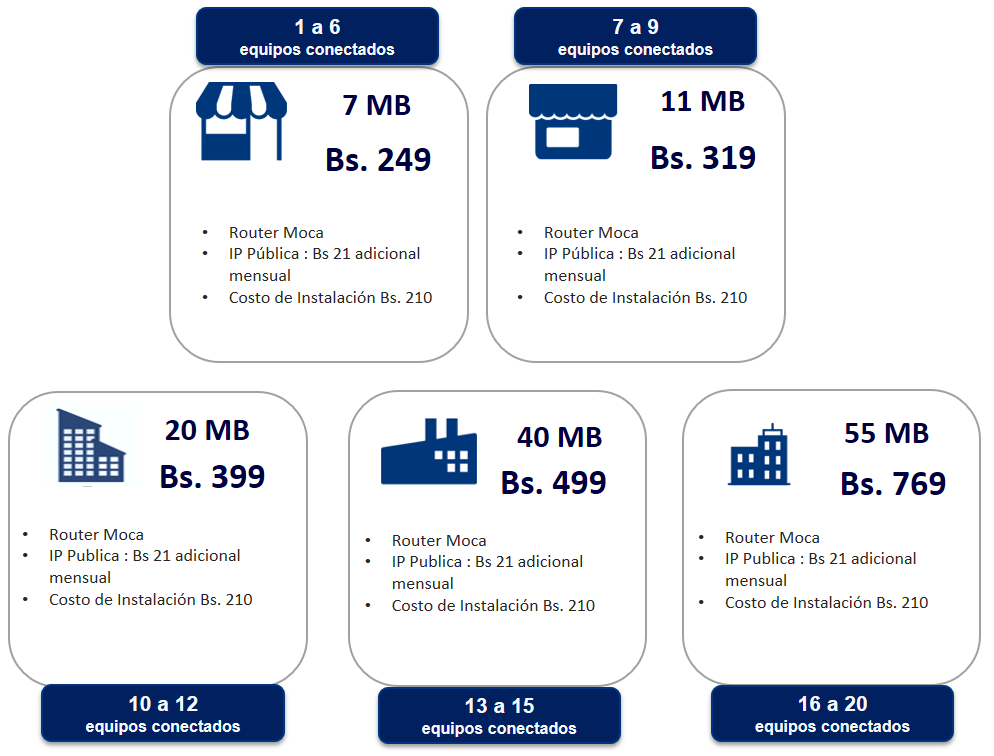 1 a 6
equipos conectados
7 MB
Bs. 249
• Router Moca
• IP Pública : Bs 21 adicional
mensual
• Costo de Instalación Bs. 210
7 a 9
equipos conectados
11 MB
Bs. 319
• Router Moca
• IP Pública : Bs 21 adicional
mensual
• Costo de Instalación Bs. 210
20 MB
Bs. 399
• Router Moca
• IP Publica : Bs 21 adicional
mensual
• Costo de Instalación Bs. 210
10 a 12
equipos conectados
40 MB
Bs. 499
• Router Moca
• IP Publica : Bs 21 adicional
mensual
• Costo de Instalación Bs. 210
13 a 15
equipos conectados
55 MB
Bs. 769
• Router Moca
• IP Publica : Bs 21 adicional
mensual
• Costo de Instalación Bs. 210
16 a 20
equipos conectados